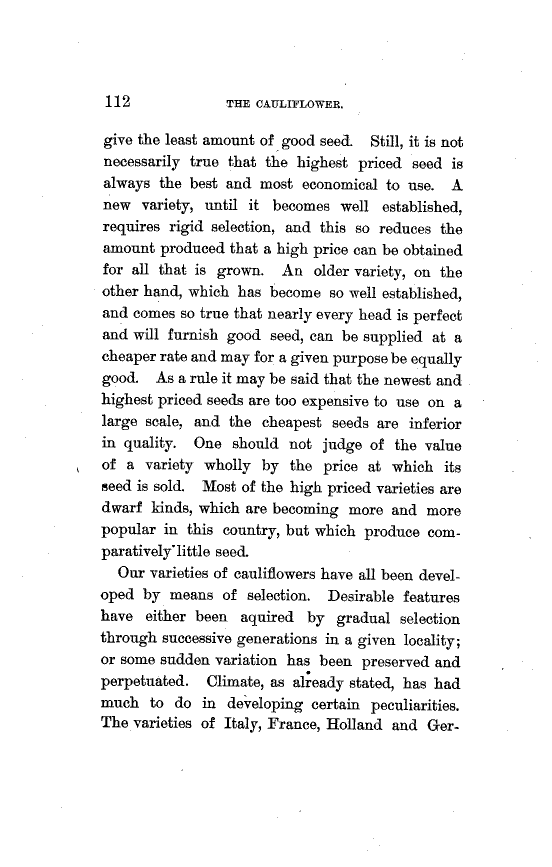 112 THE CAULIFLOWER.
give the least amount of good seed. Still, it is not
necessarily true that the highest priced seed is
always the best and most economical to use. A
new variety, until it becomes well established,
requires rigid selection, and this so reduces the
amount produced that a high price can be obtained
for all that is grown. An older variety, on the
other hand, which has become so well established,
and comes so true that nearly every head is perfect
and will furnish good seed, can be supplied at a
cheaper rate and may for a given purpose be equally
good. As a rule it may be said that the newest and
highest priced seeds are too expensive to use on a
large scale, and the cheapest seeds are inferior
in quality. One should not judge of the value
of a variety wholly by the price at which its
seed is sold. Most of the high priced varieties are
dwarf kinds, which are becoming more and more
popular in this country, but which produce com-
paratively little seed.
Our varieties of cauliflowers have all been devel-
oped by means of selection. Desirable features
have either been aquired by gradual selection
through successive generations in a given locality;
or some sudden variation has been preserved and
perpetuated. Climate, as already stated, has had
much to do in developing certain peculiarities.
The varieties of Italy, France, Holland and Ger-